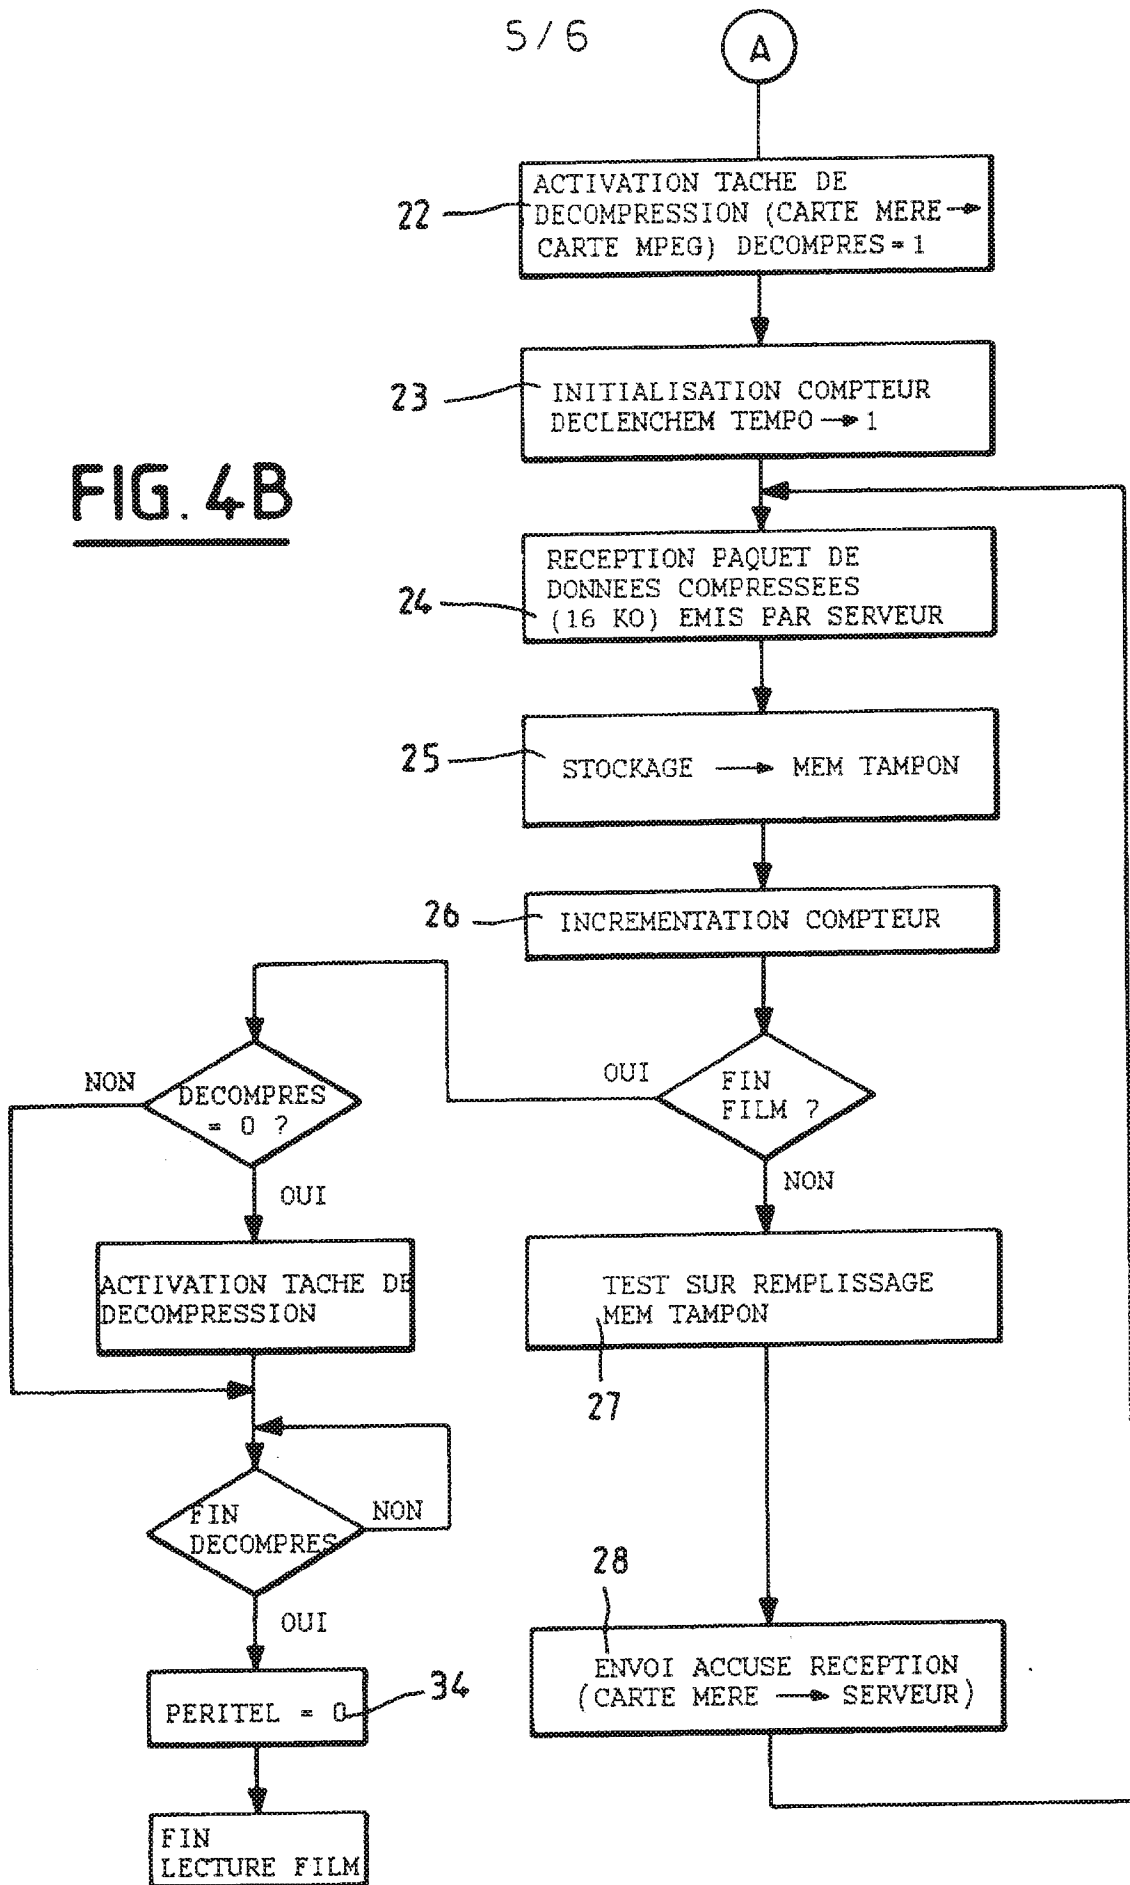 5/6
A
22
ACTIVATION TACHE DE
DECOMPRESSION (CARTE MERE →
CARTE MPEG) DECOMPRES = 1
23
INITIALISATION COMPTEUR
DECLENCHEM TEMPO → 1
FIG. 4B
24
RECEPTION PAQUET DE
DONNEES COMPRESSEES
(16 KO) EMIS PAR SERVEUR
25
STOCKAGE → MEM TAMPON
26
INCREMENTATION COMPTEUR
FIN
FILM ?
OUI
NON
DECOMPRES
= 0 ?
NON
OUI
ACTIVATION TACHE DE
DECOMPRESSION
TEST SUR REMPLISSAGE
MEM TAMPON
27
FIN
DECOMPRES
NON
OUI
28
ENVOI ACCUSE RECEPTION
(CARTE MERE → SERVEUR)
PERITEL = 0
34
FIN
LECTURE FILM